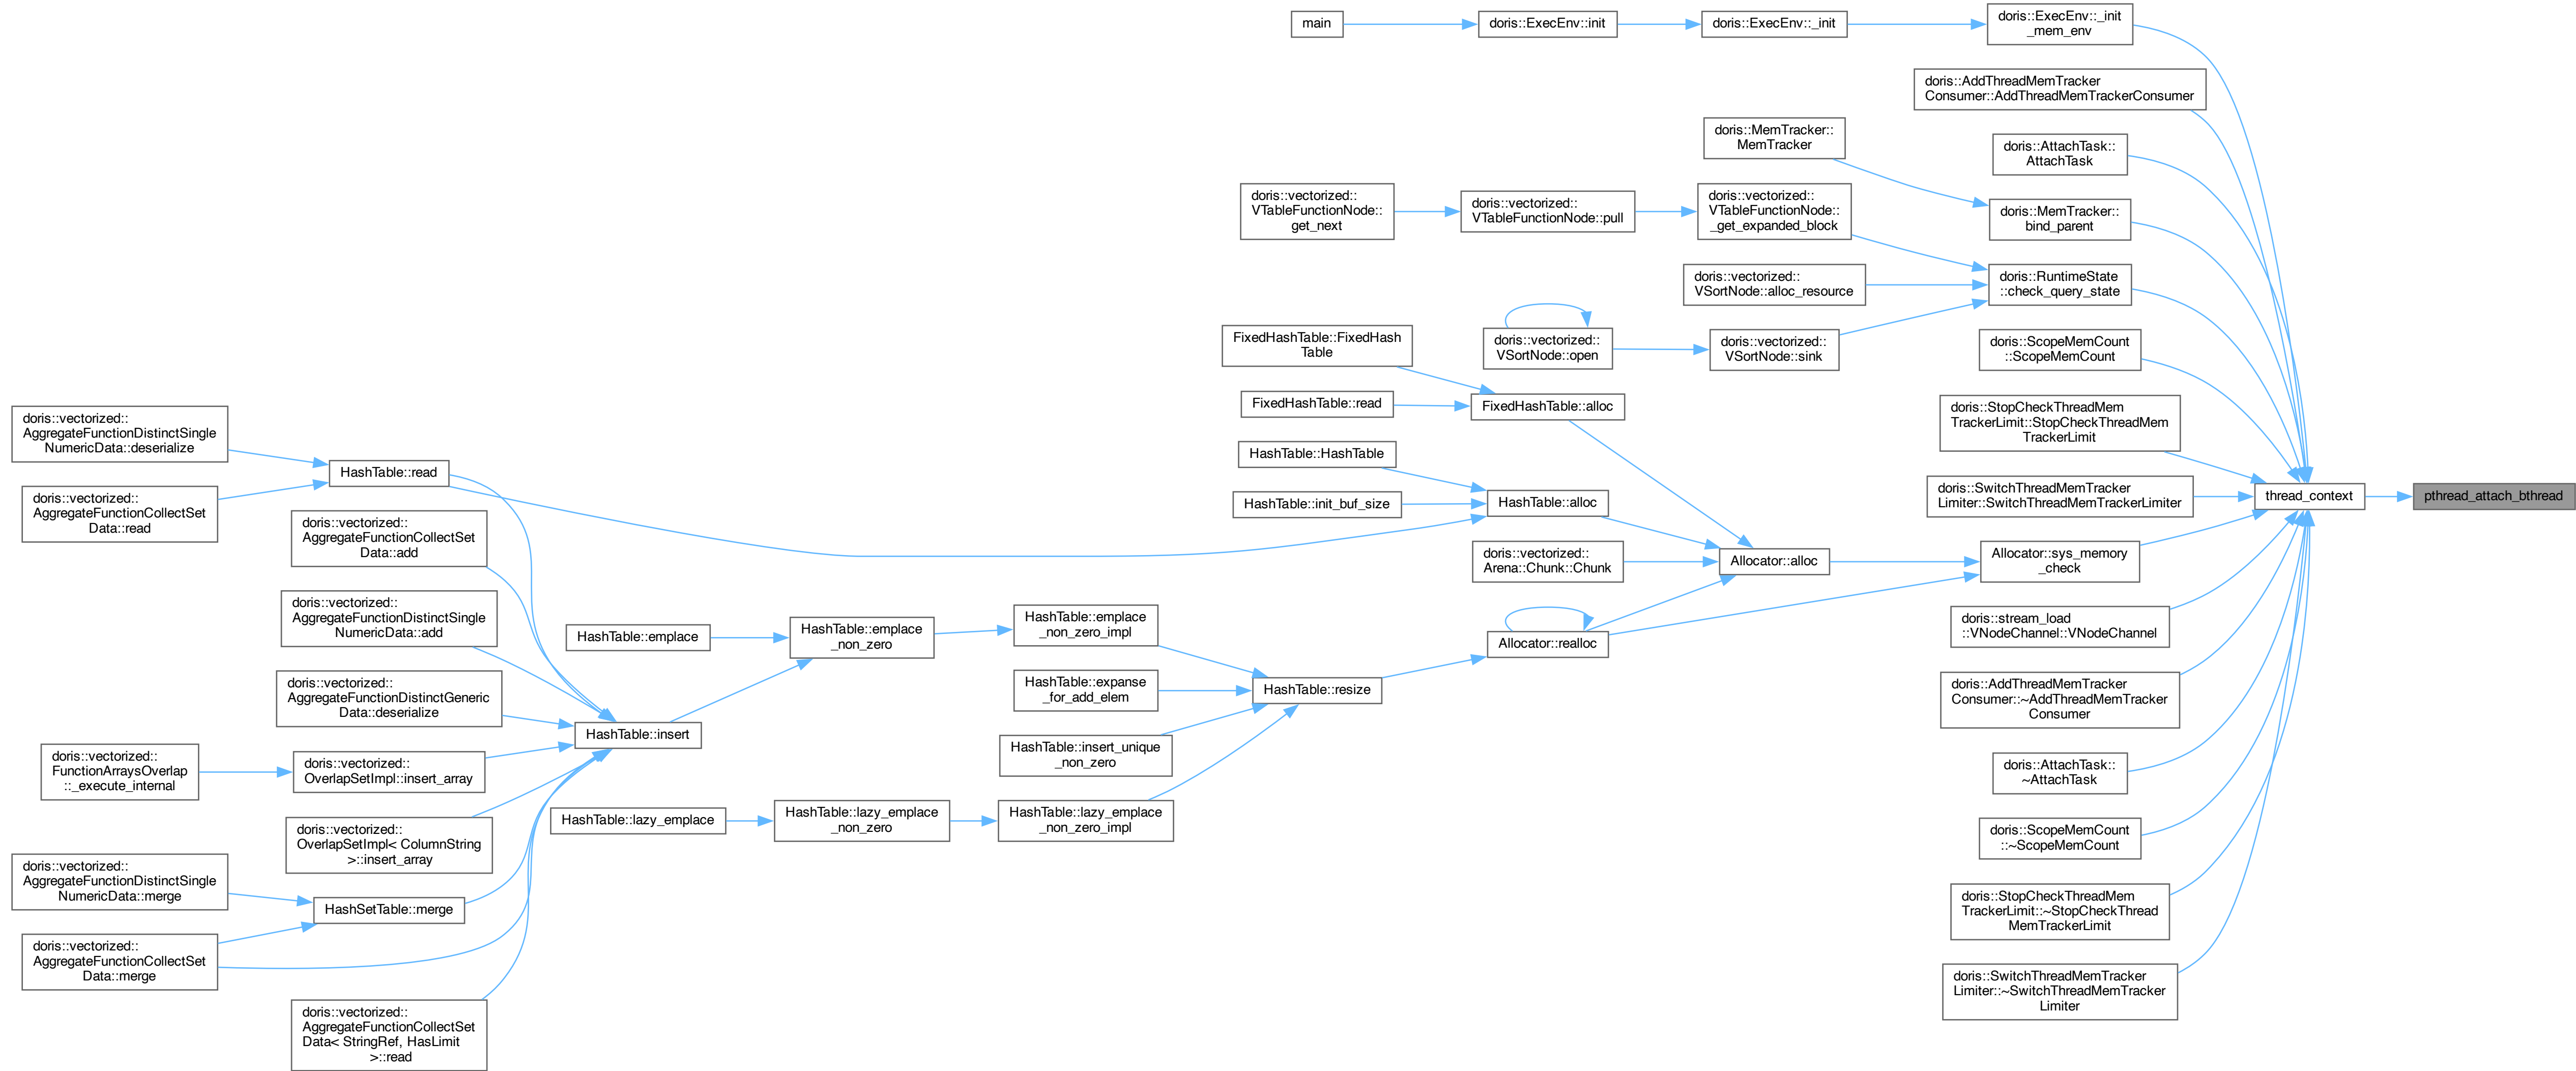 main
doris::ExecEnv::init
doris::ExecEnv::_init
doris::ExecEnv::_init
_mem_env
doris::AddThreadMemTracker
Consumer::AddThreadMemTrackerConsumer
doris::MemTracker::
MemTracker
doris::AttachTask::
AttachTask
doris::vectorized::
VTableFunctionNode::
get_next
doris::vectorized::
VTableFunctionNode::pull
doris::vectorized::
VTableFunctionNode::
_get_expanded_block
doris::MemTracker::
bind_parent
doris::vectorized::
VSortNode::alloc_resource
doris::RuntimeState
::check_query_state
FixedHashTable::FixedHash
Table
doris::vectorized::
VSortNode::open
doris::vectorized::
VSortNode::sink
doris::ScopeMemCount
::ScopeMemCount
FixedHashTable::read
FixedHashTable::alloc
doris::StopCheckThreadMem
TrackerLimit::StopCheckThreadMem
TrackerLimit
doris::vectorized::
AggregateFunctionDistinctSingle
NumericData::deserialize
HashTable::read
HashTable::HashTable
doris::vectorized::
AggregateFunctionCollectSet
Data::read
HashTable::init_buf_size
HashTable::alloc
doris::SwitchThreadMemTracker
Limiter::SwitchThreadMemTrackerLimiter
thread_context
pthread_attach_bthread
doris::vectorized::
AggregateFunctionCollectSet
Data::add
doris::vectorized::
Arena::Chunk::Chunk
Allocator::alloc
Allocator::sys_memory
_check
doris::vectorized::
AggregateFunctionDistinctSingle
NumericData::add
HashTable::emplace
HashTable::emplace
_non_zero
HashTable::emplace
_non_zero_impl
Allocator::realloc
doris::stream_load
::VNodeChannel::VNodeChannel
doris::vectorized::
AggregateFunctionDistinctGeneric
Data::deserialize
HashTable::expanse
_for_add_elem
HashTable::resize
doris::AddThreadMemTracker
Consumer::~AddThreadMemTracker
Consumer
HashTable::insert
HashTable::insert_unique
_non_zero
doris::vectorized::
FunctionArraysOverlap
::_execute_internal
doris::vectorized::
OverlapSetImpl::insert_array
doris::AttachTask::
~AttachTask
doris::vectorized::
OverlapSetImpl< ColumnString
>::insert_array
HashTable::lazy_emplace
HashTable::lazy_emplace
_non_zero
HashTable::lazy_emplace
_non_zero_impl
doris::ScopeMemCount
::~ScopeMemCount
doris::vectorized::
AggregateFunctionDistinctSingle
NumericData::merge
HashSetTable::merge
doris::StopCheckThreadMem
TrackerLimit::~StopCheckThread
MemTrackerLimit
doris::vectorized::
AggregateFunctionCollectSet
Data::merge
doris::SwitchThreadMemTracker
Limiter::~SwitchThreadMemTracker
Limiter
doris::vectorized::
AggregateFunctionCollectSet
Data< StringRef, HasLimit
>::read